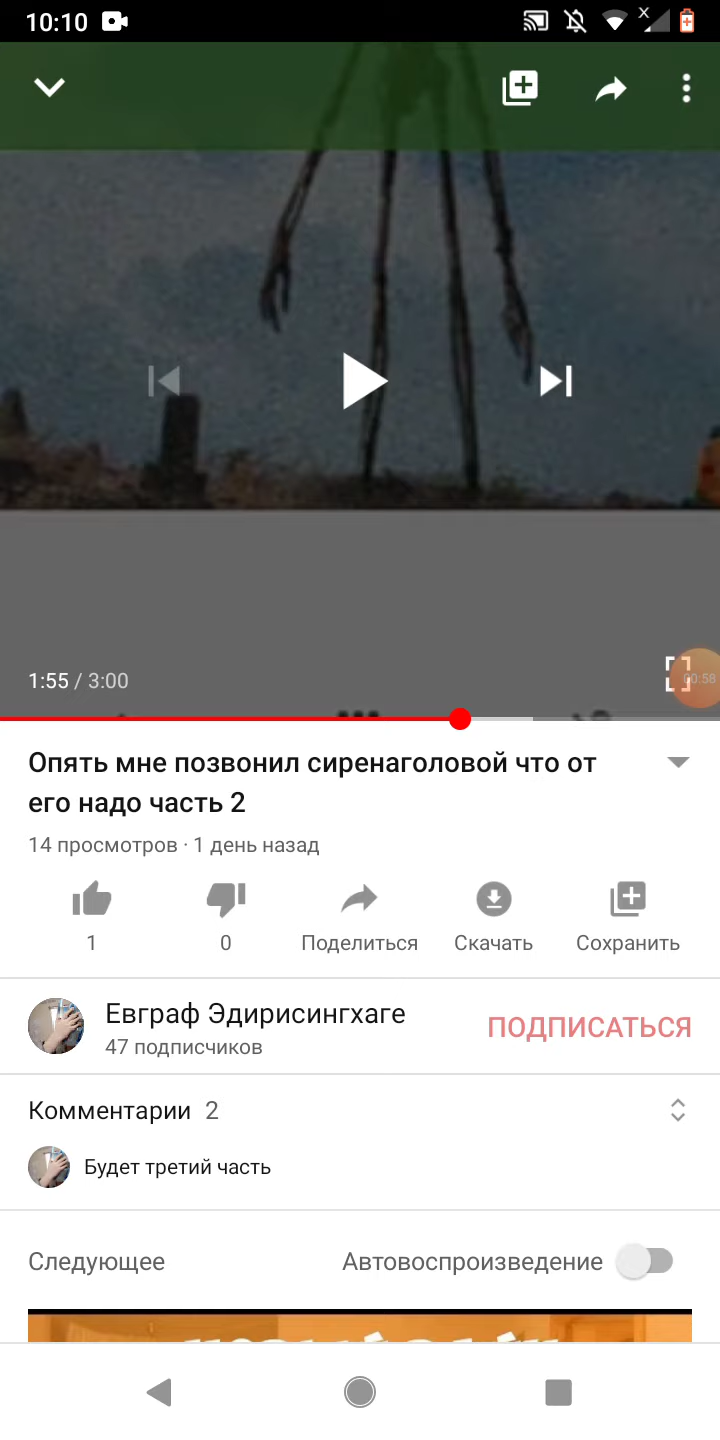 10:10
1:55 / 3:00
00:58
Опять мне позвонил сиренаголовой что от
его надо часть 2
14 просмотров · 1 день назад
1
0
Поделиться
Скачать
Сохранить
Евграф Эдирисингхаге
47 подписчиков
ПОДПИСАТЬСЯ
Комментарии 2
Будет третий часть
Следующее
Автовоспроизведение